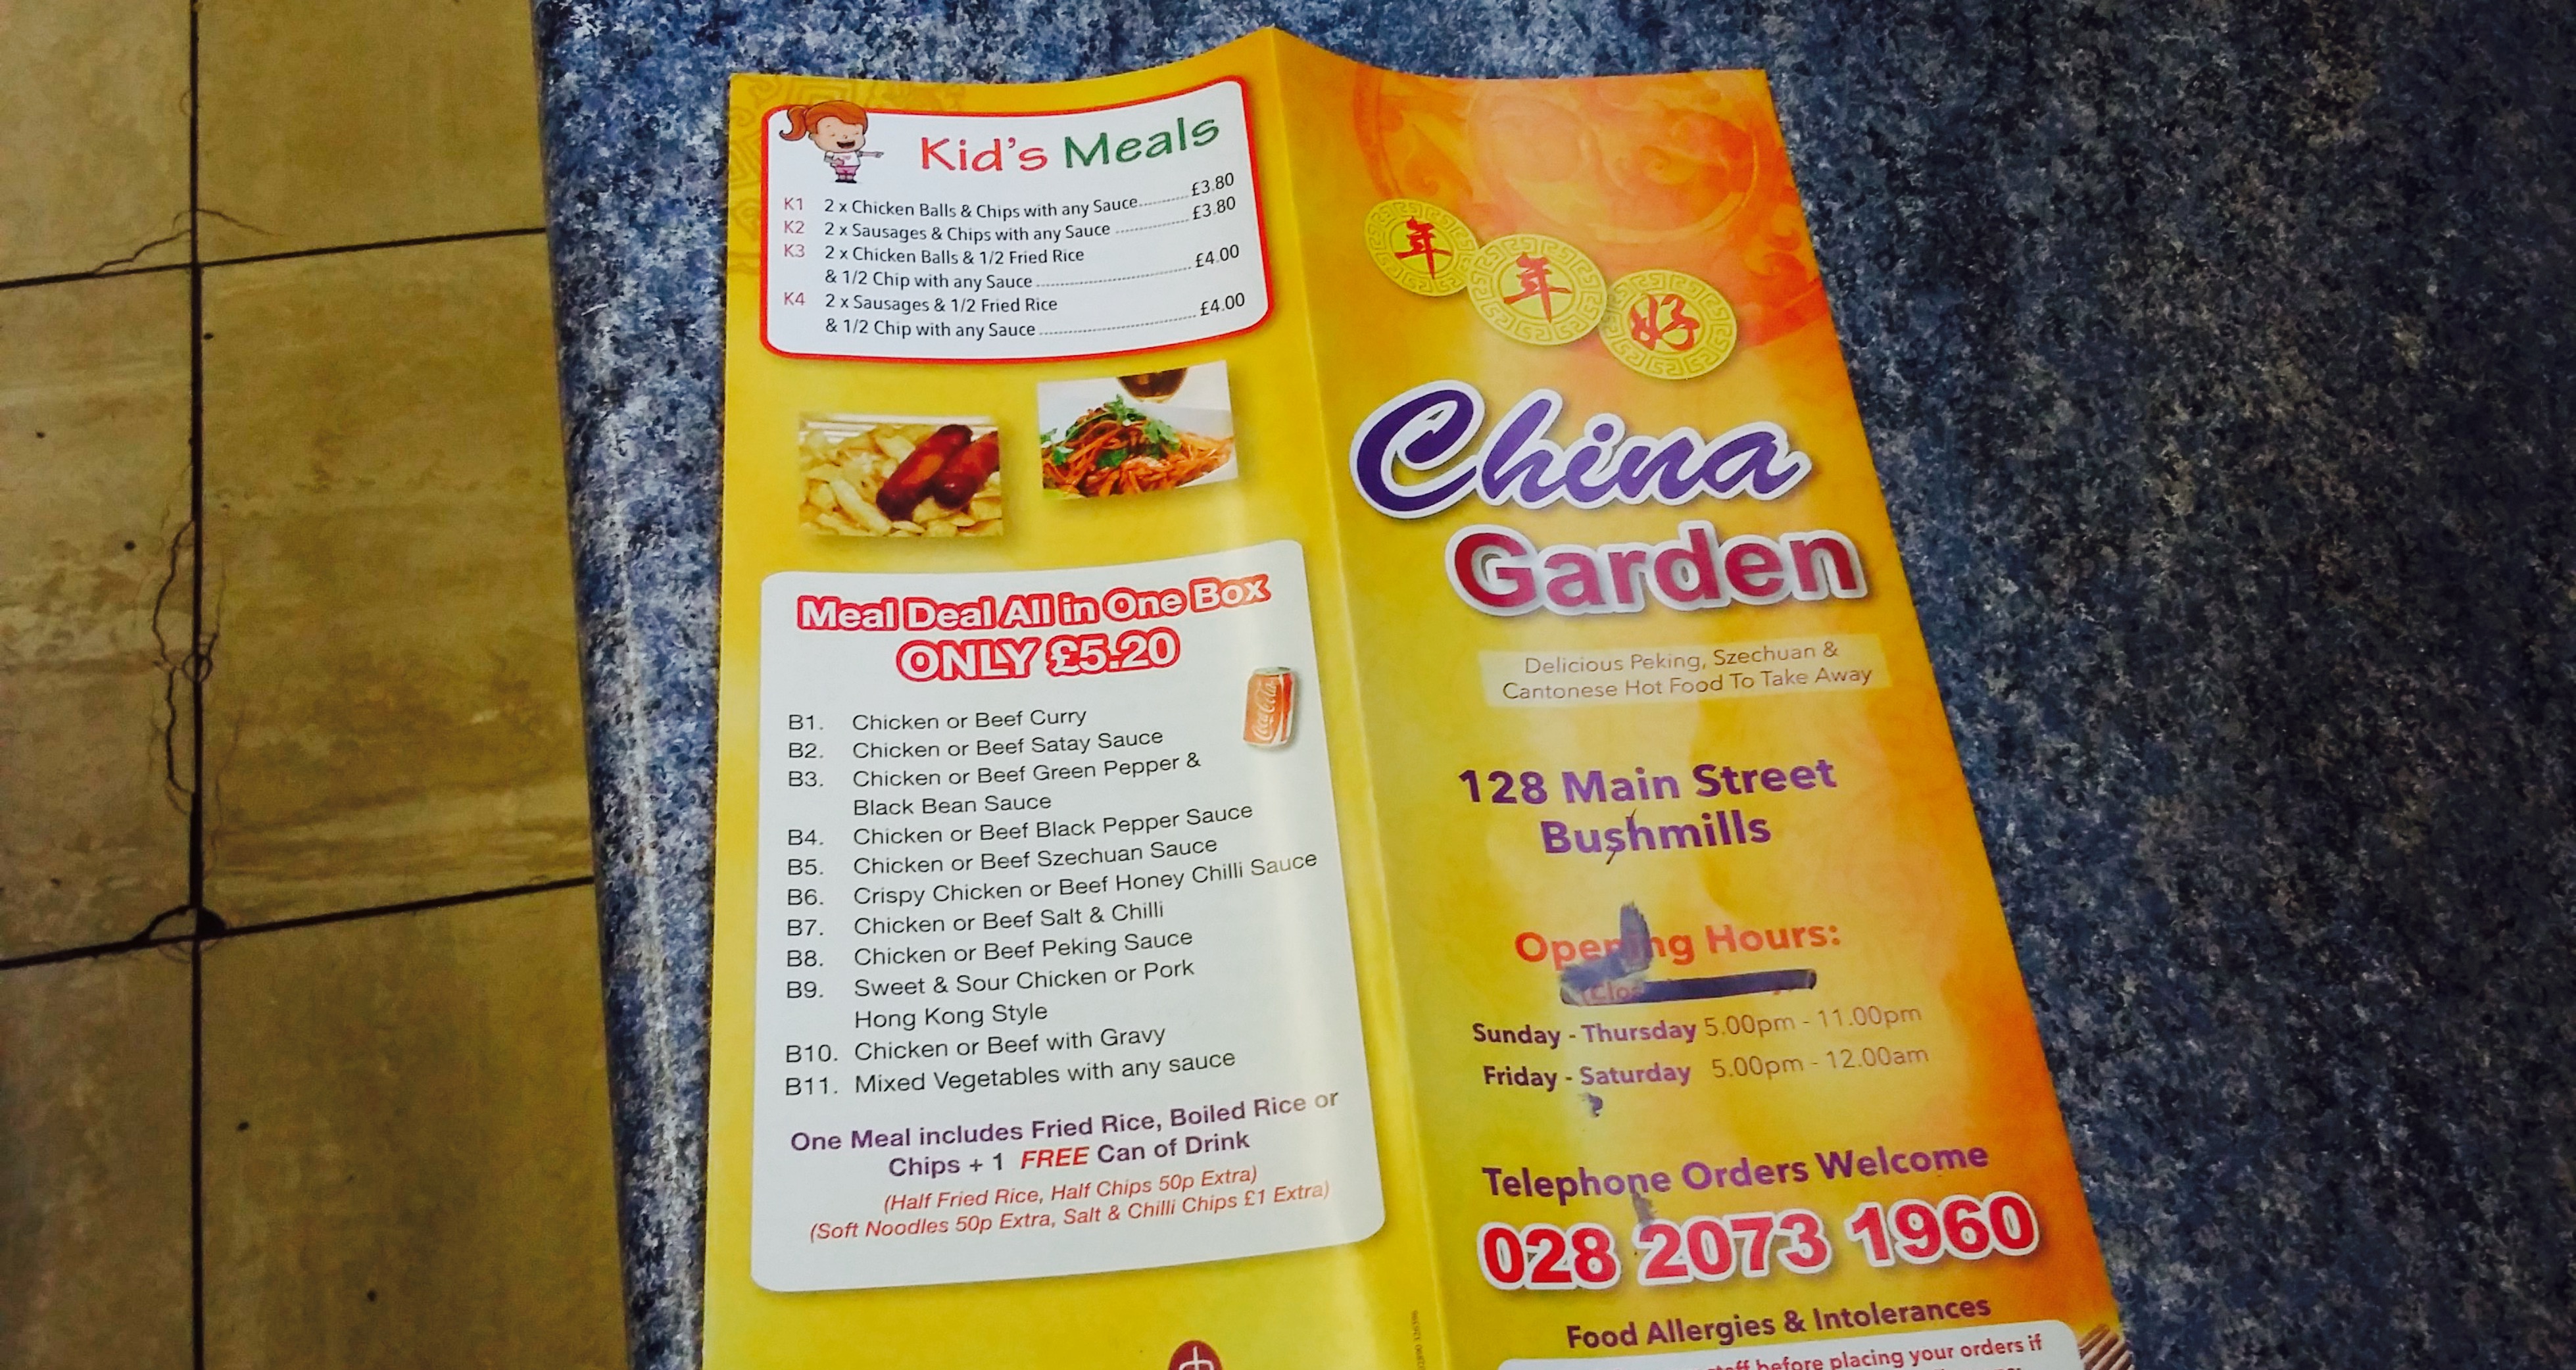 Kid's Meals
K1 2 x Chicken Balls & Chips with any Sauce £3.80
K2 2 x Sausages & Chips with any Sauce £3.80
K3 2 x Chicken Balls & 1/2 Fried Rice
& 1/2 Chip with any Sauce £4.00
K4 2 x Sausages & 1/2 Fried Rice
& 1/2 Chip with any Sauce £4.00
Meal Deal All in One Box
ONLY £5.20
Coca-Cola
B1. Chicken or Beef Curry
B2. Chicken or Beef Satay Sauce
B3. Chicken or Beef Green Pepper &
Black Bean Sauce
B4. Chicken or Beef Black Pepper Sauce
B5. Chicken or Beef Szechuan Sauce
B6. Crispy Chicken or Beef Honey Chilli Sauce
B7. Chicken or Beef Salt & Chilli
B8. Chicken or Beef Peking Sauce
B9. Sweet & Sour Chicken or Pork
Hong Kong Style
B10. Chicken or Beef with Gravy
B11. Mixed Vegetables with any sauce
One Meal includes Fried Rice, Boiled Rice or
Chips + 1 FREE Can of Drink
(Half Fried Rice, Half Chips 50p Extra)
(Soft Noodles 50p Extra, Salt & Chilli Chips £1 Extra)
年年好
China
Garden
Delicious Peking, Szechuan &
Cantonese Hot Food To Take Away
128 Main Street
Bushmills
Opening Hours:
Sunday - Thursday 5.00pm - 11.00pm
Friday - Saturday 5.00pm - 12.00am
Telephone Orders Welcome
028 2073 1960
Food Allergies & Intolerances
before placing your orders if